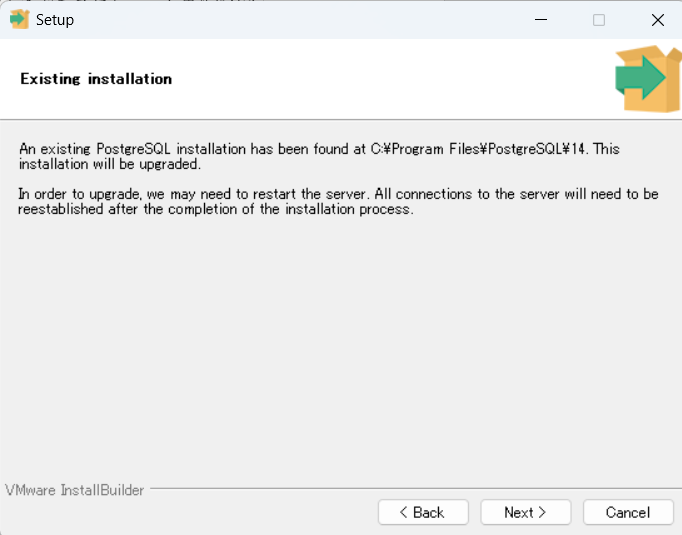 Setup
Existing installation
An existing PostgreSQL installation has been found at C:¥Program Files¥PostgreSQL¥14. This
installation will be upgraded.
In order to upgrade, we may need to restart the server. All connections to the server will need to be
reestablished after the completion of the installation process.
VMware InstallBuilder
< Back
Next >
Cancel